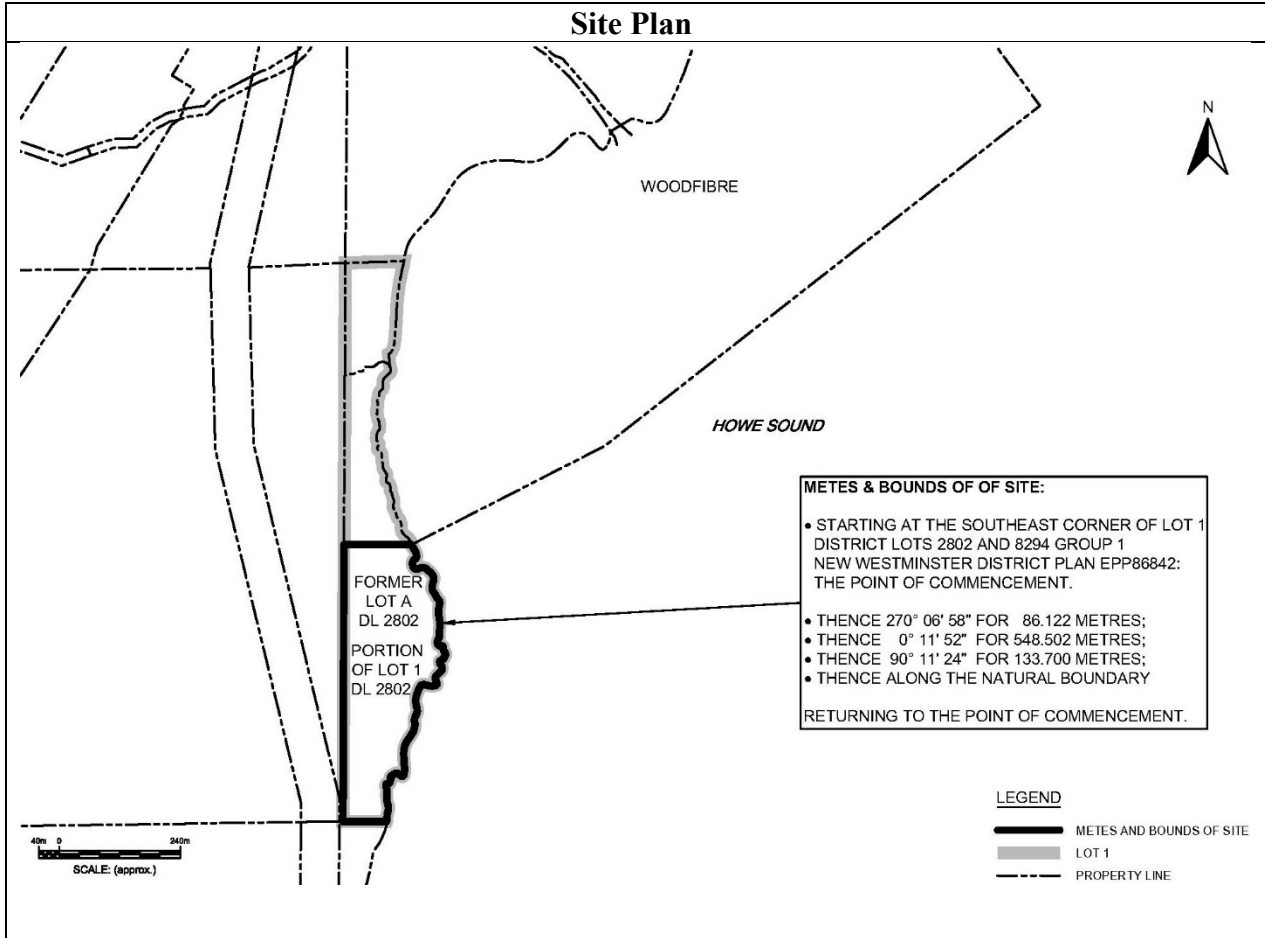 Site Plan
N
WOODFIBRE
HOWE SOUND
METES & BOUNDS OF OF SITE:
• STARTING AT THE SOUTHEAST CORNER OF LOT 1
DISTRICT LOTS 2802 AND 8294 GROUP 1
NEW WESTMINSTER DISTRICT PLAN EPP86842:
THE POINT OF COMMENCEMENT.
• THENCE 270° 06' 58" FOR 86.122 METRES;
• THENCE 0° 11' 52" FOR 548.502 METRES;
• THENCE 90° 11' 24" FOR 133.700 METRES;
• THENCE ALONG THE NATURAL BOUNDARY
RETURNING TO THE POINT OF COMMENCEMENT.
FORMER
LOT A
DL 2802
PORTION
OF LOT 1
DL 2802
LEGEND
METES AND BOUNDS OF SITE
LOT 1
PROPERTY LINE
40m 0 240m
SCALE: (approx.)